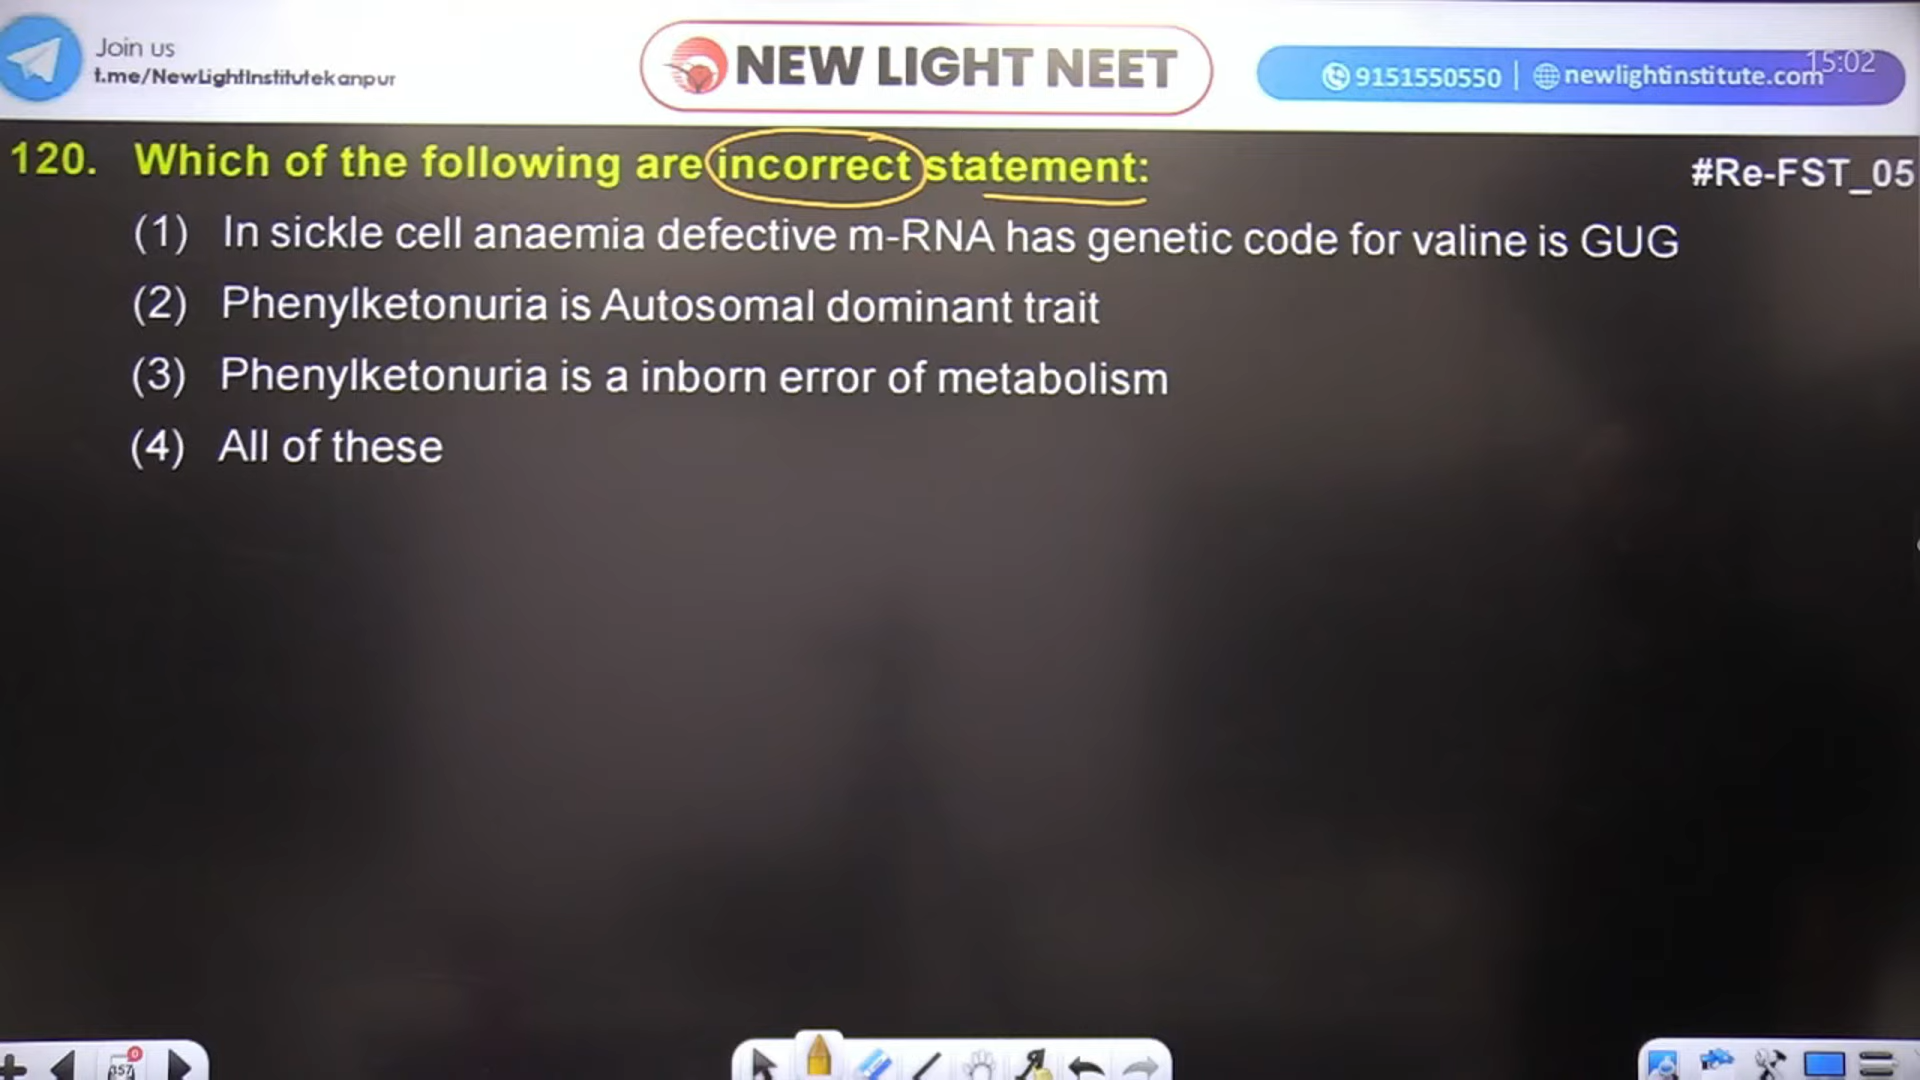 Join us
t.me/NewLightInstitutekanpur
NEW LIGHT NEET
9151550550 | newlightinstitute.com
15:02
120. Which of the following are incorrect statement:
#Re-FST_05
(1) In sickle cell anaemia defective m-RNA has genetic code for valine is GUG
(2) Phenylketonuria is Autosomal dominant trait
(3) Phenylketonuria is a inborn error of metabolism
(4) All of these
0
357